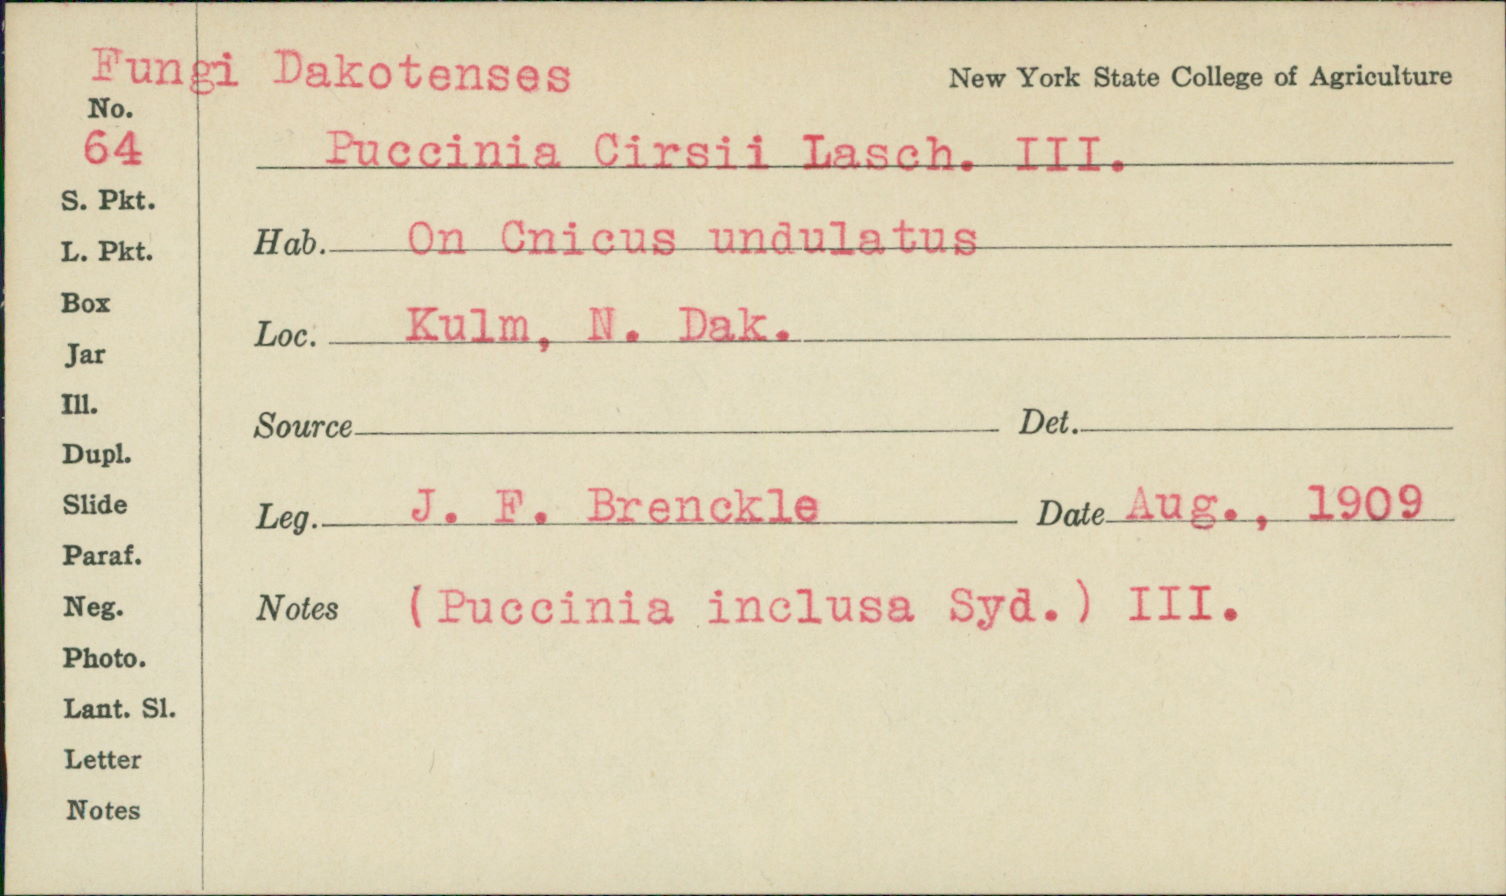 Fungi Dakotenses
New York State College of Agriculture
No.
64
Puccinia Cirsii Lasch. III.
S. Pkt.
L. Pkt.
Box
Jar
Ill.
Dupl.
Slide
Paraf.
Neg.
Photo.
Lant. Sl.
Letter
Notes
Hab. On Cnicus undulatus
Loc. Kulm, N. Dak.
Source Det.
Leg. J. F. Brenckle Date Aug., 1909
Notes (Puccinia inclusa Syd.) III.